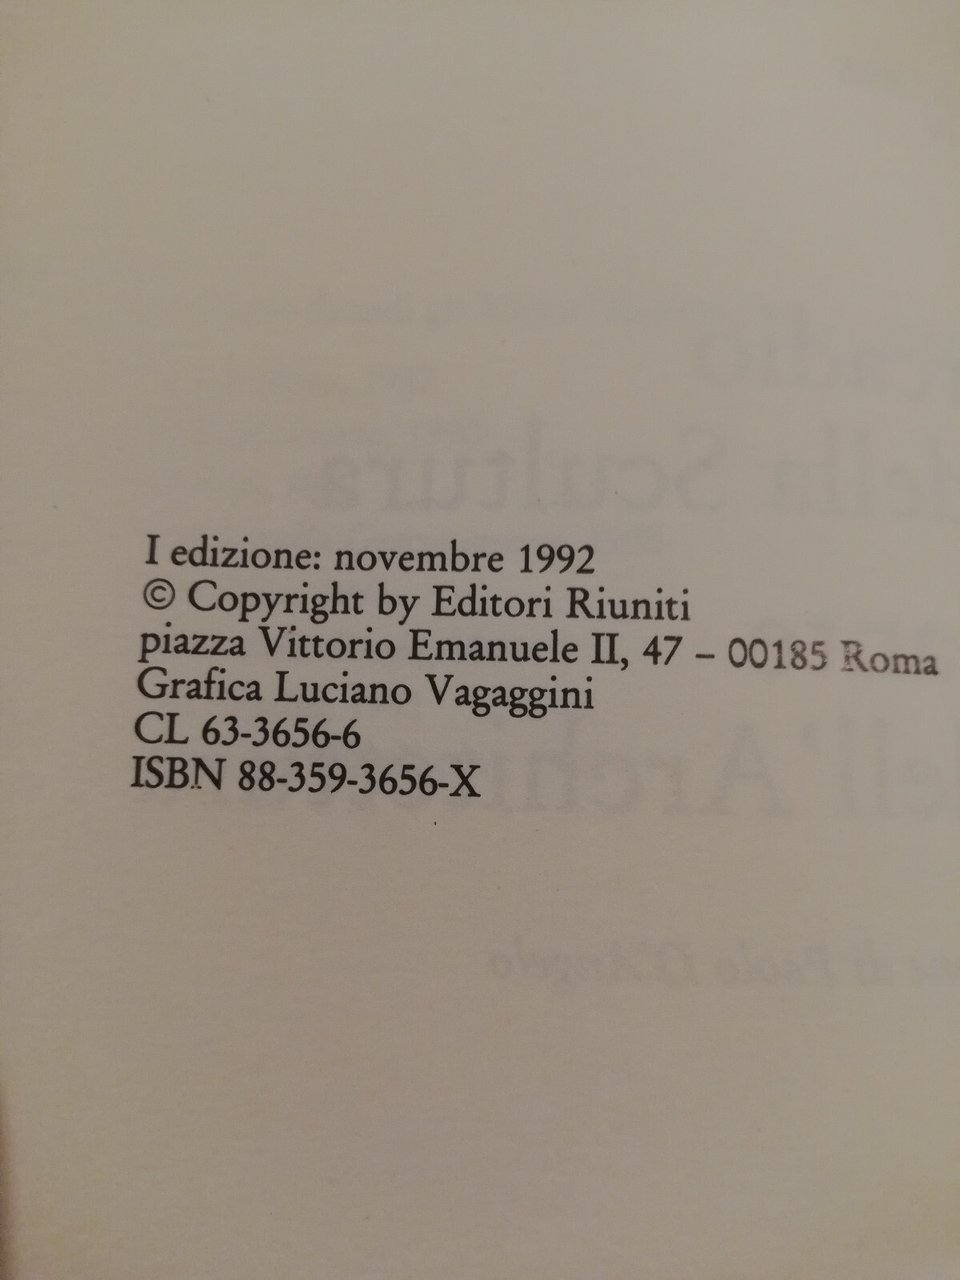 I edizione: novembre 1992
© Copyright by Editori Riuniti
piazza Vittorio Emanuele II, 47 – 00185 Roma
Grafica Luciano Vagaggini
CL 63-3656-6
ISBN 88-359-3656-X